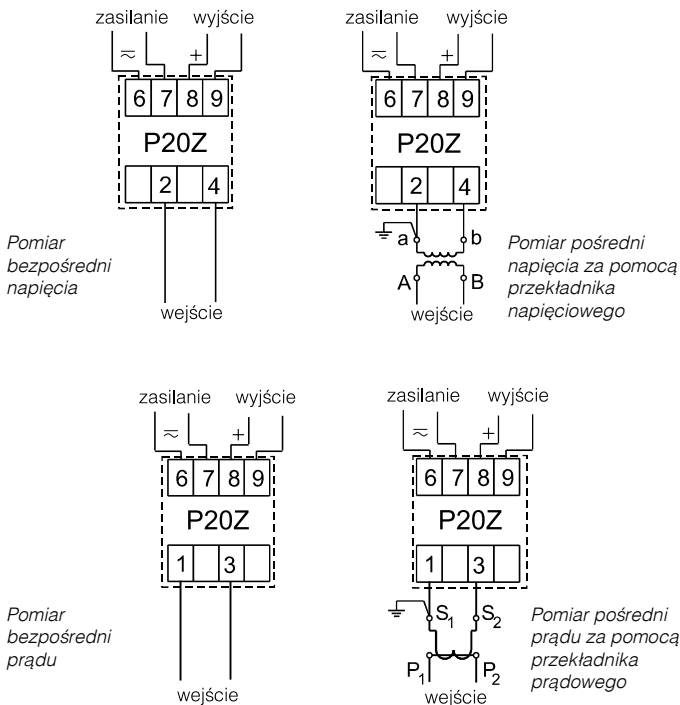 zasilanie wyjście
+
6 7 8 9
P20Z
2 4
Pomiar
bezpośredni
napięcia
wejście
zasilanie wyjście
+
6 7 8 9
P20Z
2 4
a b
A B
wejście
Pomiar pośredni
napięcia za pomocą
przekładnika
napięciowego
zasilanie wyjście
+
6 7 8 9
P20Z
1 3
Pomiar
bezpośredni
prądu
wejście
zasilanie wyjście
+
6 7 8 9
P20Z
1 3
S1 S2
P1 P2
wejście
Pomiar pośredni
prądu za pomocą
przekładnika
prądowego